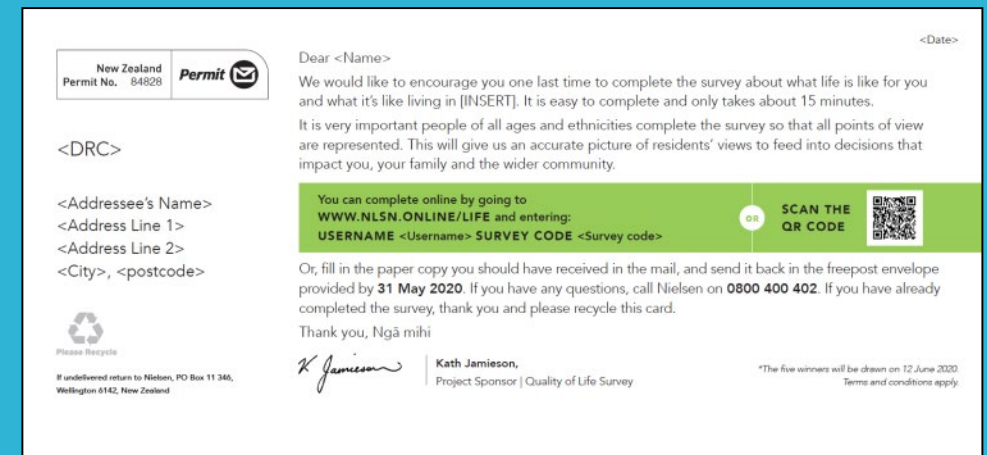 <Date>
New Zealand
Permit No. 84828
Permit
<DRC>
<Addressee's Name>
<Address Line 1>
<Address Line 2>
<City>, <postcode>
Please Recycle
If undelivered return to Nielsen, PO Box 11 346,
Wellington 6142, New Zealand
Dear <Name>
We would like to encourage you one last time to complete the survey about what life is like for you
and what it's like living in [INSERT]. It is easy to complete and only takes about 15 minutes.
It is very important people of all ages and ethnicities complete the survey so that all points of view
are represented. This will give us an accurate picture of residents' views to feed into decisions that
impact you, your family and the wider community.
You can complete online by going to
WWW.NLSN.ONLINE/LIFE and entering:
USERNAME <Username> SURVEY CODE <Survey code>
OR
SCAN THE
QR CODE
Or, fill in the paper copy you should have received in the mail, and send it back in the freepost envelope
provided by 31 May 2020. If you have any questions, call Nielsen on 0800 400 402. If you have already
completed the survey, thank you and please recycle this card.
Thank you, Ngā mihi
K Jamieson
Kath Jamieson,
Project Sponsor | Quality of Life Survey
*The five winners will be drawn on 12 June 2020.
Terms and conditions apply.